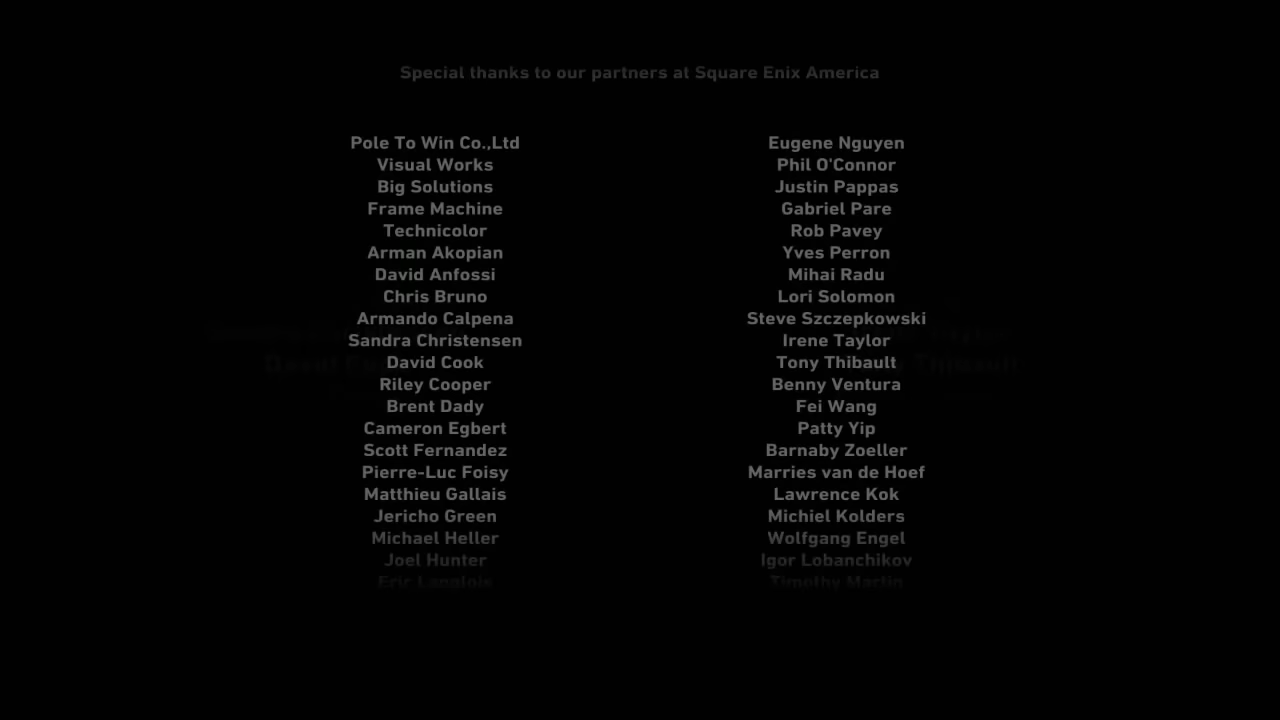 Special thanks to our partners at Square Enix America
Pole To Win Co.,Ltd
Visual Works
Big Solutions
Frame Machine
Technicolor
Arman Akopian
David Anfossi
Chris Bruno
Armando Calpena
Sandra Christensen
David Cook
Riley Cooper
Brent Dady
Cameron Egbert
Scott Fernandez
Pierre-Luc Foisy
Matthieu Gallais
Jericho Green
Michael Heller
Joel Hunter
Eric Langlois
Eugene Nguyen
Phil O'Connor
Justin Pappas
Gabriel Pare
Rob Pavey
Yves Perron
Mihai Radu
Lori Solomon
Steve Szczepkowski
Irene Taylor
Tony Thibault
Benny Ventura
Fei Wang
Patty Yip
Barnaby Zoeller
Marries van de Hoef
Lawrence Kok
Michiel Kolders
Wolfgang Engel
Igor Lobanchikov
Timothy Martin